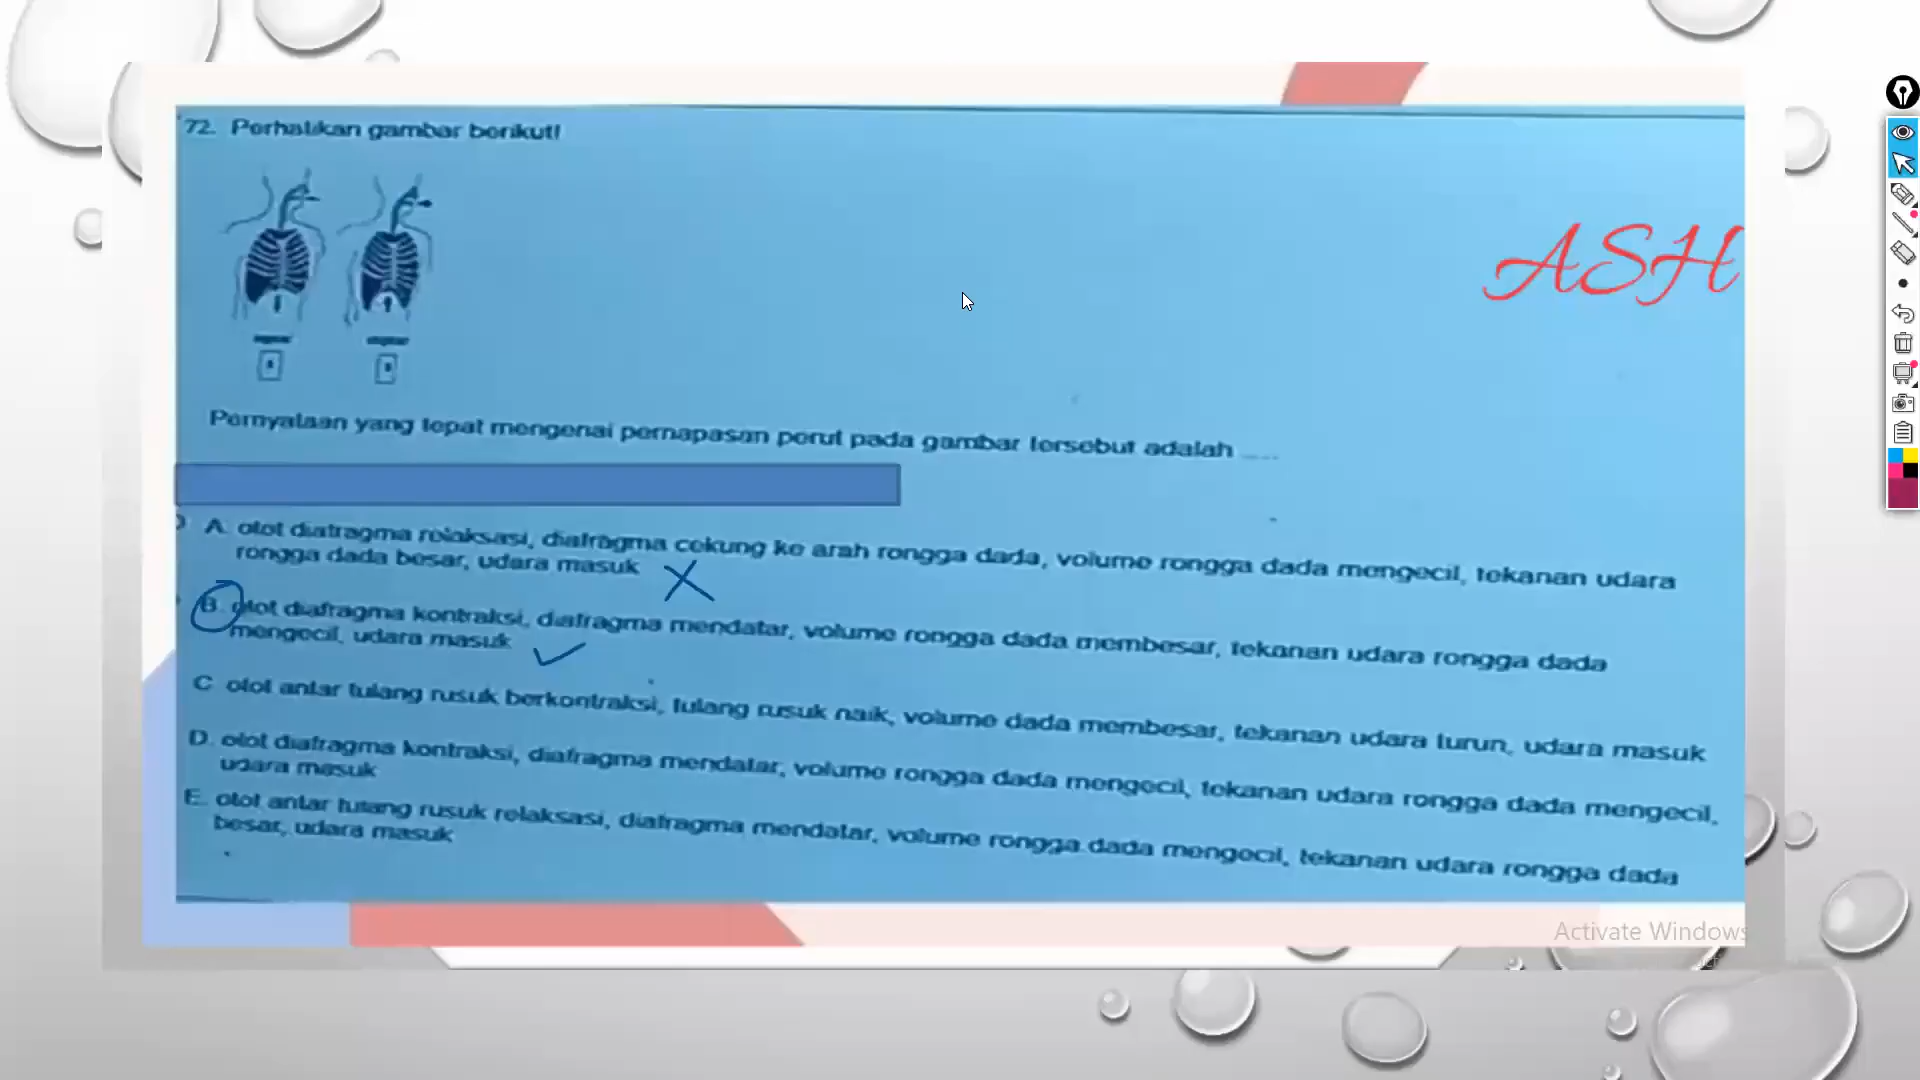 72. Perhatikan gambar berikut!
ASH
Pernyataan yang tepat mengenai pernapasan perut pada gambar tersebut adalah .....
A. otot diafragma relaksasi, diafragma cekung ke arah rongga dada, volume rongga dada mengecil, tekanan udara
rongga dada besar, udara masuk
B. otot diafragma kontraksi, diafragma mendatar, volume rongga dada membesar, tekanan udara rongga dada
mengecil, udara masuk
C otot antar tulang rusuk berkontraksi, tulang rusuk naik, volume dada membesar, tekanan udara turun, udara masuk
D. otot diafragma kontraksi, diafragma mendatar, volume rongga dada mengecil, tekanan udara rongga dada mengecil,
udara masuk
E. otot antar tulang rusuk relaksasi, diafragma mendatar, volume rongga dada mengecil, tekanan udara rongga dada
besar, udara masuk
Activate Windows